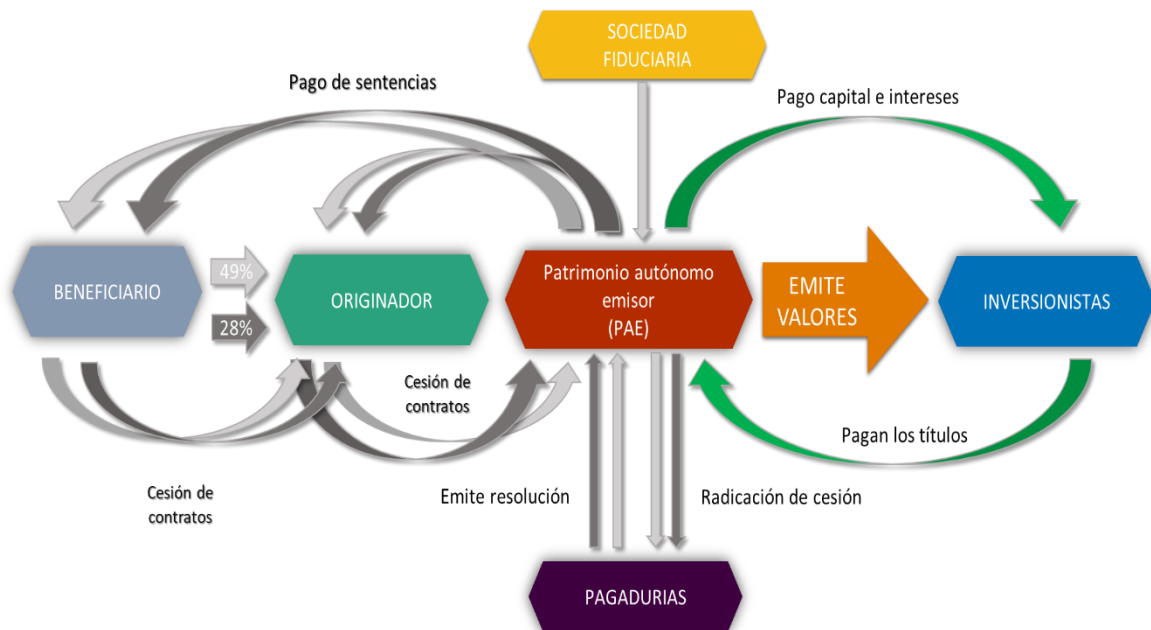 SOCIEDAD
FIDUCIARIA
Pago de sentencias
Pago capital e intereses
BENEFICIARIO
49%
28%
ORIGINADOR
Patrimonio autónomo
emisor
(PAE)
EMITE
VALORES
INVERSIONISTAS
Cesión de
contratos
Pagan los títulos
Cesión de
contratos
Emite resolución
Radicación de cesión
PAGADURIAS